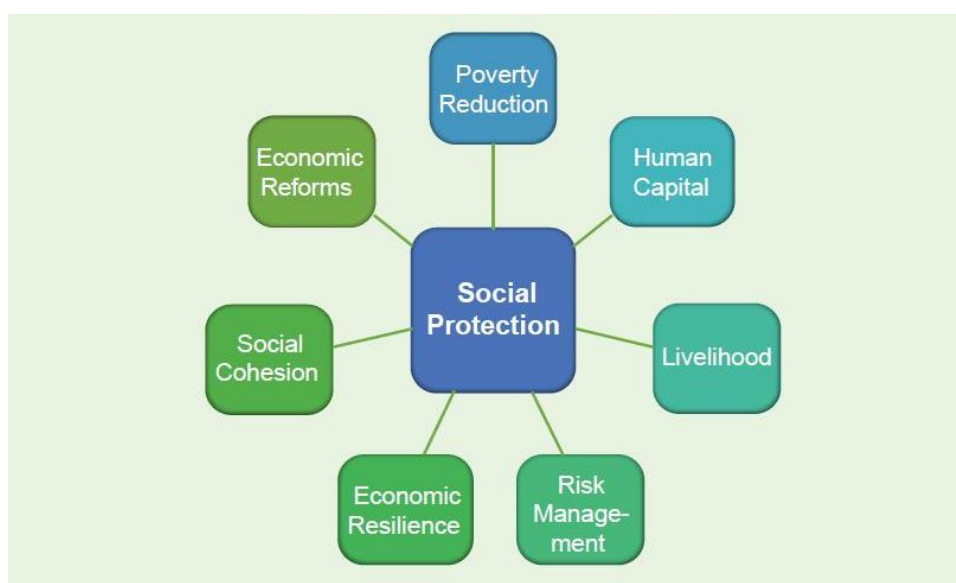 Poverty
Reduction
Human
Capital
Livelihood
Risk
Manage-
ment
Economic
Resilience
Social
Cohesion
Economic
Reforms
Social
Protection